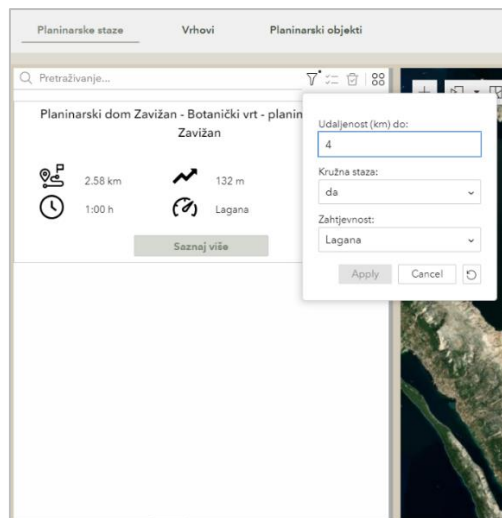 Planinarske staze Vrhovi Planinarski objekti
Pretraživanje...
Planinarski dom Zavižan - Botanički vrt -
Zavižan
2.58 km 132 m
1:00 h Lagana
Saznaj više
Udaljenost (km) do:
4
Kružna staza:
da
Zahtjevnost:
Lagana
Apply Cancel